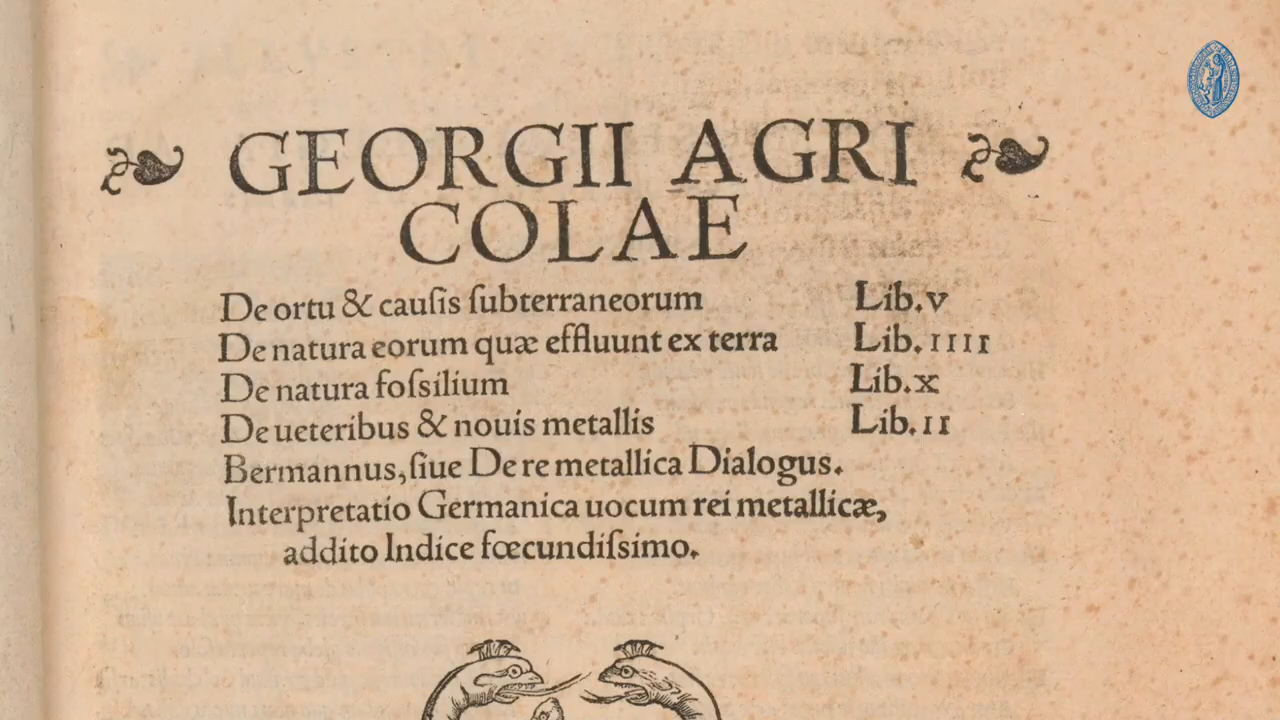 GEORGII AGRI
COLAE
De ortu & cauſis ſubterraneorum Lib.v
De natura eorum quæ effluunt ex terra Lib.IIII
De natura foſsilium Lib.x
De ueteribus & nouis metallis Lib.II
Bermannus, ſiue De re metallica Dialogus.
Interpretatio Germanica uocum rei metallicæ,
addito Indice fœcundiſsimo.